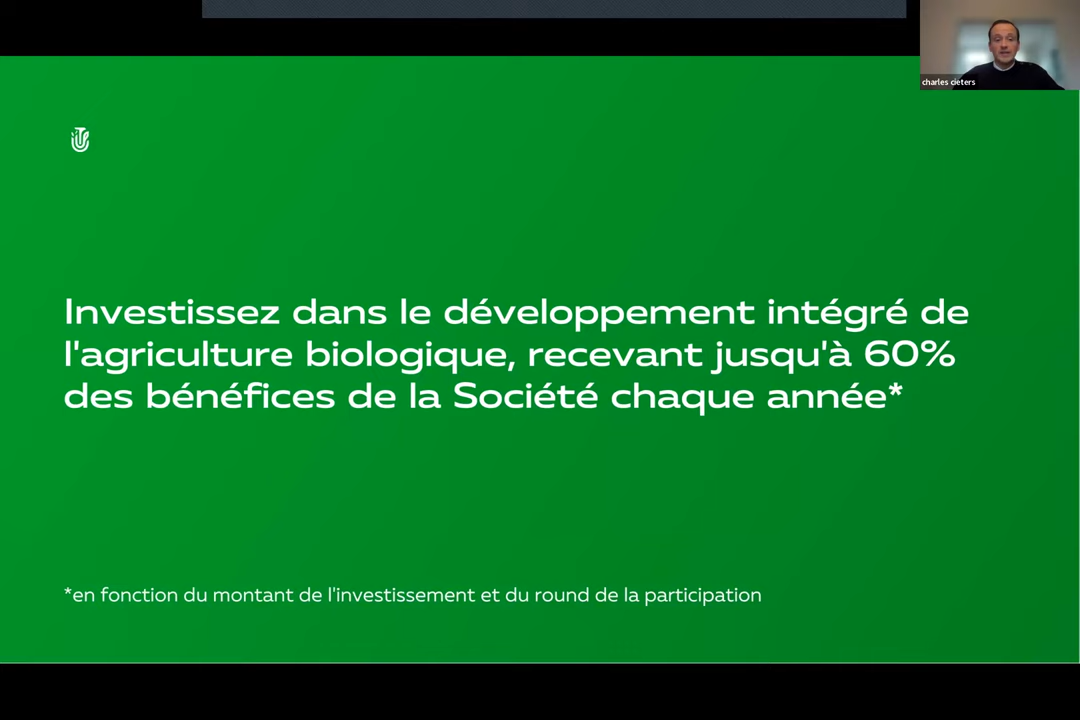 charles cieters
Investissez dans le développement intégré de
l'agriculture biologique, recevant jusqu'à 60%
des bénéfices de la Société chaque année*
*en fonction du montant de l'investissement et du round de la participation